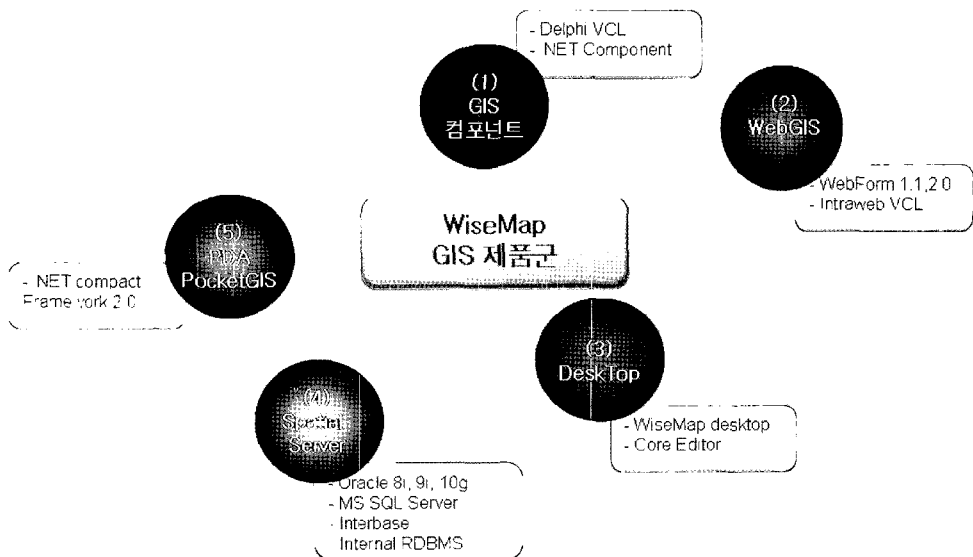 - Delphi VCL
- .NET Component
(1)
GIS
컴포넌트
(2)
WebGIS
- WebForm 1.1,2.0
- Intraweb VCL
WiseMap
GIS 제품군
(5)
PDA
PocketGIS
- .NET compact
Framework 2.0
(3)
DeskTop
- WiseMap desktop
- Core Editor
(4)
Spatial
Server
- Oracle 8i, 9i, 10g
- MS SQL Server
- Interbase
Internal RDBMS